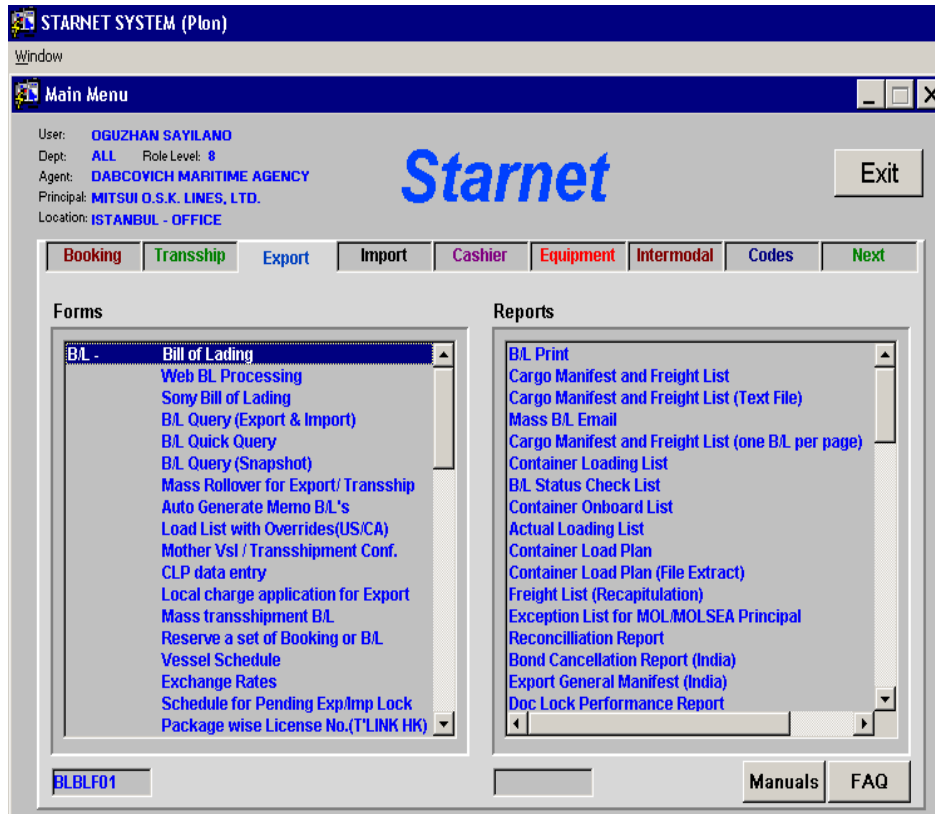 STARNET SYSTEM (Plon)
Window
Main Menu
User: OGUZHAN SAYILANO
Dept: ALL Role Level: 8
Agent: DABCOVICH MARITIME AGENCY
Principal: MITSUI O.S.K. LINES, LTD.
Location: ISTANBUL - OFFICE
Starnet
Exit
Booking Transship Export Import Cashier Equipment Intermodal Codes Next
Forms
B/L - Bill of Lading
Web BL Processing
Sony Bill of Lading
B/L Query (Export & Import)
B/L Quick Query
B/L Query (Snapshot)
Mass Rollover for Export/ Transship
Auto Generate Memo B/L's
Load List with Overrides(US/CA)
Mother Vsl / Transshipment Conf.
CLP data entry
Local charge application for Export
Mass transshipment B/L
Reserve a set of Booking or B/L
Vessel Schedule
Exchange Rates
Schedule for Pending Exp/Imp Lock
Package wise License No.(T'LINK HK)
BLBLF01
Reports
B/L Print
Cargo Manifest and Freight List
Cargo Manifest and Freight List (Text File)
Mass B/L Email
Cargo Manifest and Freight List (one B/L per page)
Container Loading List
B/L Status Check List
Container Onboard List
Actual Loading List
Container Load Plan
Container Load Plan (File Extract)
Freight List (Recapitulation)
Exception List for MOL/MOLSEA Principal
Reconcilliation Report
Bond Cancellation Report (India)
Export General Manifest (India)
Doc Lock Performance Report
Manuals FAQ